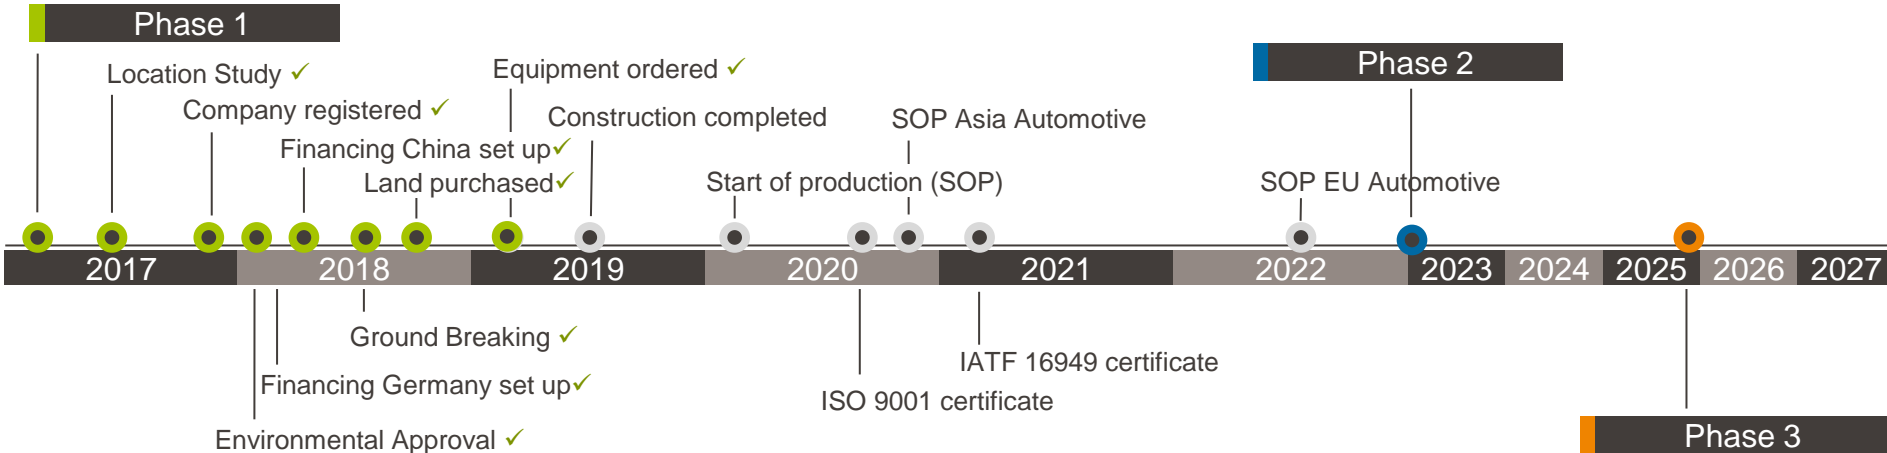 Phase 1
Location Study ✓
Equipment ordered ✓
Phase 2
Company registered ✓
Construction completed
SOP Asia Automotive
Financing China set up✓
Land purchased✓
Start of production (SOP)
SOP EU Automotive
2017 2018 2019 2020 2021 2022 2023 2024 2025 2026 2027
Ground Breaking ✓
IATF 16949 certificate
Financing Germany set up✓
ISO 9001 certificate
Environmental Approval ✓
Phase 3